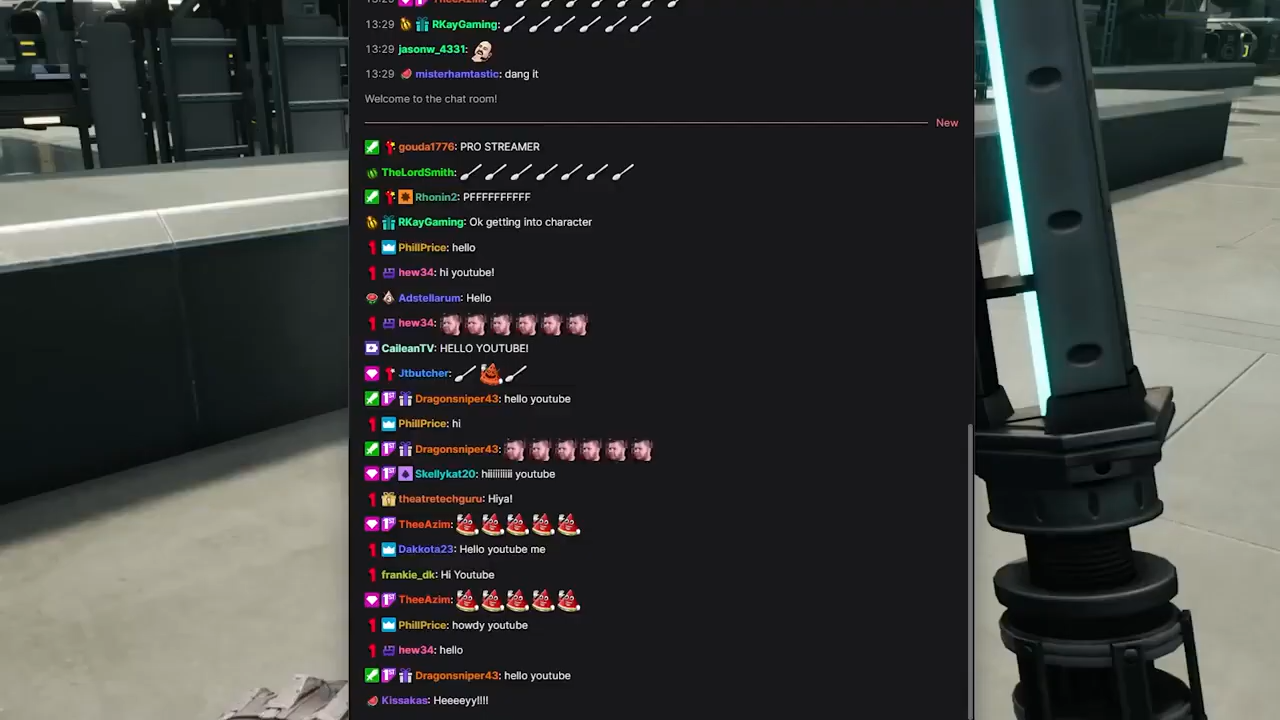 13:29 RKayGaming:
13:29 jasonw_4331:
13:29 misterhamtastic: dang it
Welcome to the chat room!
New
gouda1776: PRO STREAMER
TheLordSmith:
Rhonin2: PFFFFFFFFFF
RKayGaming: Ok getting into character
PhillPrice: hello
hew34: hi youtube!
Adstellarum: Hello
hew34:
CaileanTV: HELLO YOUTUBE!
Jtbutcher:
Dragonsniper43: hello youtube
PhillPrice: hi
Dragonsniper43:
Skellykat20: hiiiiiiiiii youtube
theatretechguru: Hiya!
TheeAzim:
Dakkota23: Hello youtube me
frankie_dk: Hi Youtube
TheeAzim:
PhillPrice: howdy youtube
hew34: hello
Dragonsniper43: hello youtube
Kissakas: Heeeeyy!!!!